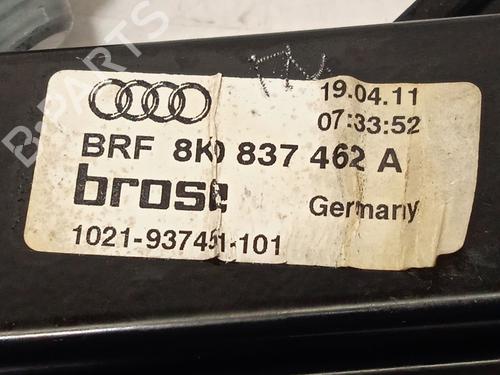 19.04.11
07:33:52
BRF 8K0 837 462 A
brose
Germany
1021-937451-101